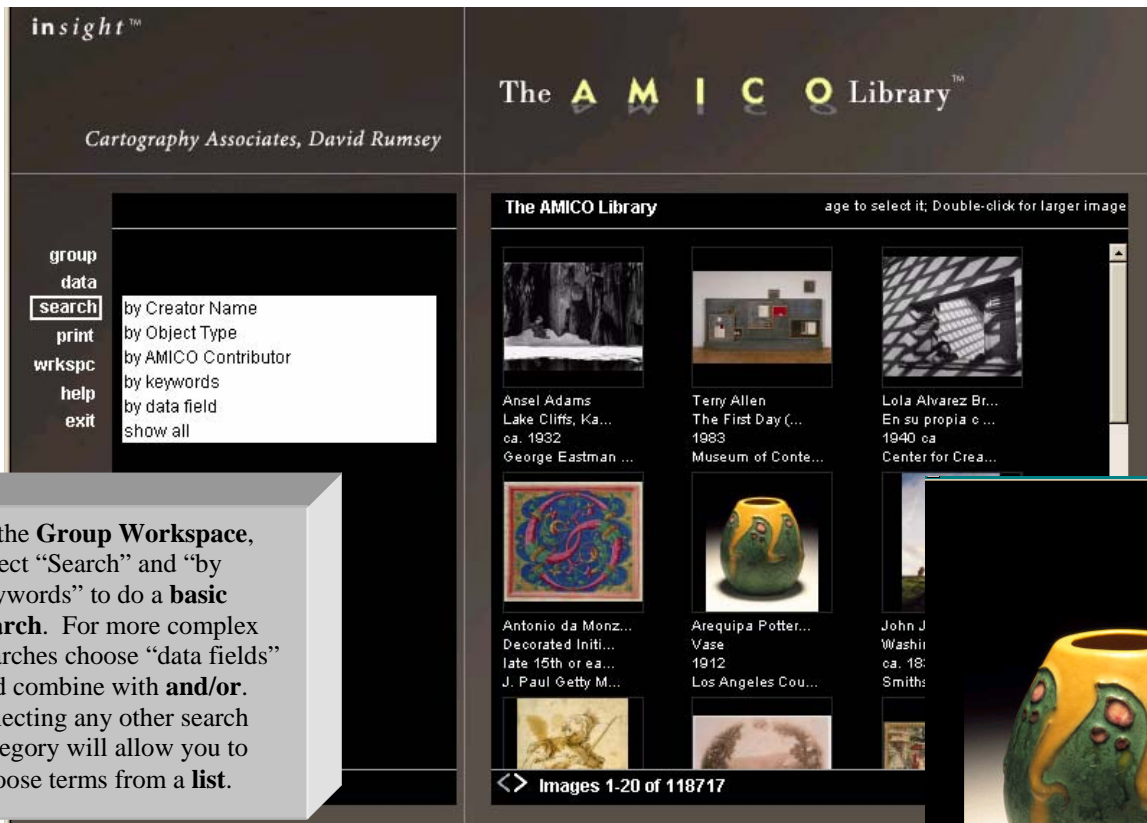 insight™
The AMICO Library™
Cartography Associates, David Rumsey
The AMICO Library
age to select it; Double-click for larger image
group
data
search
print
wrkspc
help
exit
by Creator Name
by Object Type
by AMICO Contributor
by keywords
by data field
show all
Ansel Adams
Lake Cliffs, Ka...
ca. 1932
George Eastman ...
Terry Allen
The First Day (...
1983
Museum of Conte...
Lola Alvarez Br...
En su propia c ...
1940 ca
Center for Crea...
Antonio da Monz...
Decorated Initi...
late 15th or ea...
J. Paul Getty M...
Arequipa Potter...
Vase
1912
Los Angeles Cou...
John J
Washi
ca. 18
Smiths
the Group Workspace,
ect “Search” and “by
ywords” to do a basic
arch. For more complex
arches choose “data fields”
d combine with and/or.
lecting any other search
tegory will allow you to
oose terms from a list.
<> Images 1-20 of 118717